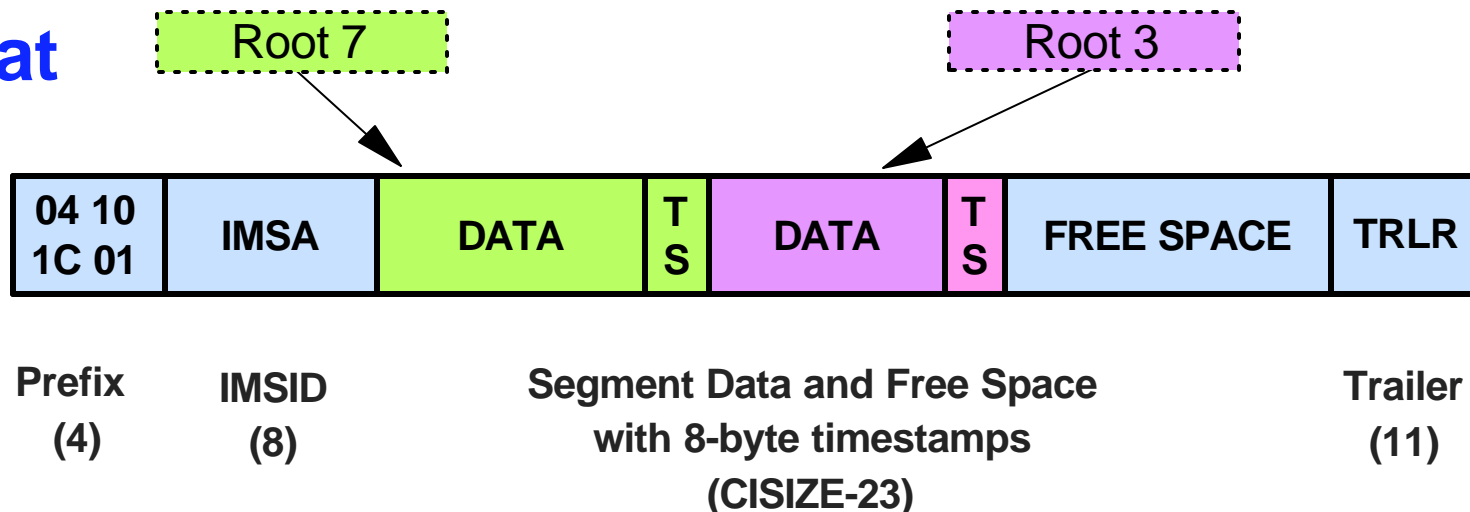 at
Root 7
Root 3
04 10
1C 01
IMSA
DATA
T
S
DATA
T
S
FREE SPACE
TRLR
Prefix
(4)
IMSID
(8)
Segment Data and Free Space
with 8-byte timestamps
(CISIZE-23)
Trailer
(11)